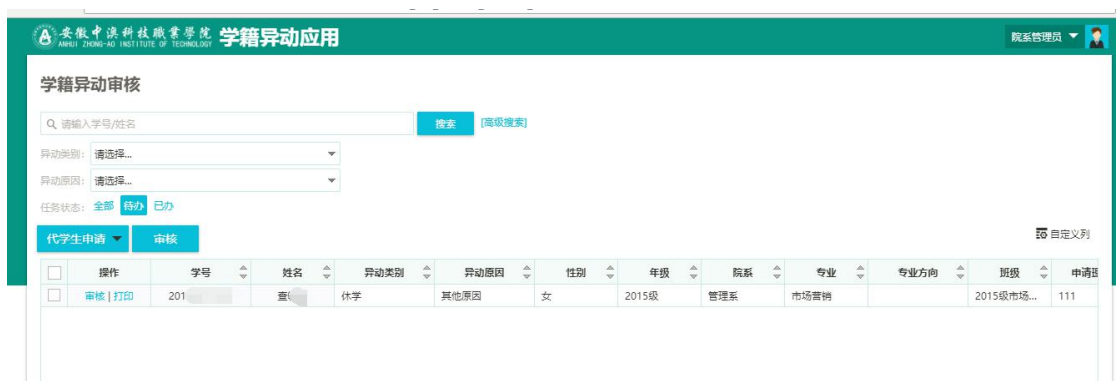 安徽中澳科技職業學院 学籍异动应用 院系管理员
ANHUI ZHONG-AO INSTITUTE OF TECHNOLOGY
学籍异动审核
请输入学号/姓名 搜索 [高级搜索]
异动类别: 请选择...
异动原因: 请选择...
任务状态: 全部 待办 已办
代学生申请 审核 自定义列
操作 学号 姓名 异动类别 异动原因 性别 年级 院系 专业 专业方向 班级 申请
审核 | 打印 201 查 休学 其他原因 女 2015级 管理系 市场营销 2015级市场... 111